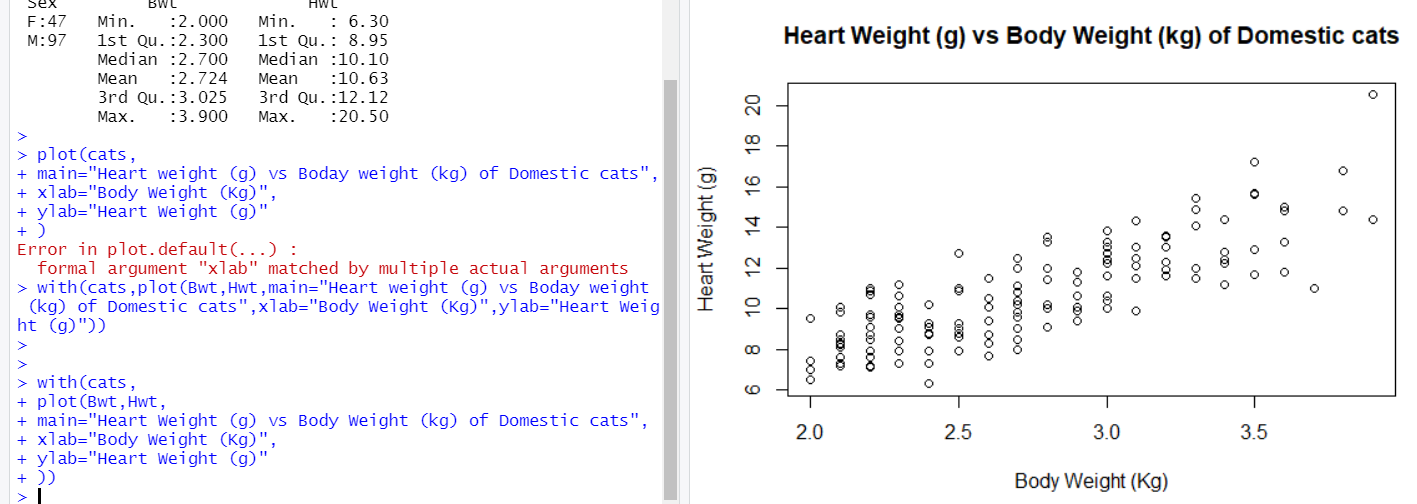 Sex Bwt Hwt
F:47 Min. :2.000 Min. : 6.30
M:97 1st Qu.:2.300 1st Qu.: 8.95
Median :2.700 Median :10.10
Mean :2.724 Mean :10.63
3rd Qu.:3.025 3rd Qu.:12.12
Max. :3.900 Max. :20.50
>
> plot(cats,
+ main="Heart weight (g) vs Boday weight (kg) of Domestic cats",
+ xlab="Body Weight (Kg)",
+ ylab="Heart Weight (g)"
+ )
Error in plot.default(...) :
formal argument "xlab" matched by multiple actual arguments
> with(cats,plot(Bwt,Hwt,main="Heart weight (g) vs Boday weight
(kg) of Domestic cats",xlab="Body Weight (Kg)",ylab="Heart Weig
ht (g)"))
>
>
> with(cats,
+ plot(Bwt,Hwt,
+ main="Heart Weight (g) vs Body Weight (kg) of Domestic cats",
+ xlab="Body Weight (Kg)",
+ ylab="Heart Weight (g)"
+ ))
>
Heart Weight (g) vs Body Weight (kg) of Domestic cats
Heart Weight (g)
20
18
16
14
12
10
8
6
2.0 2.5 3.0 3.5
Body Weight (Kg)